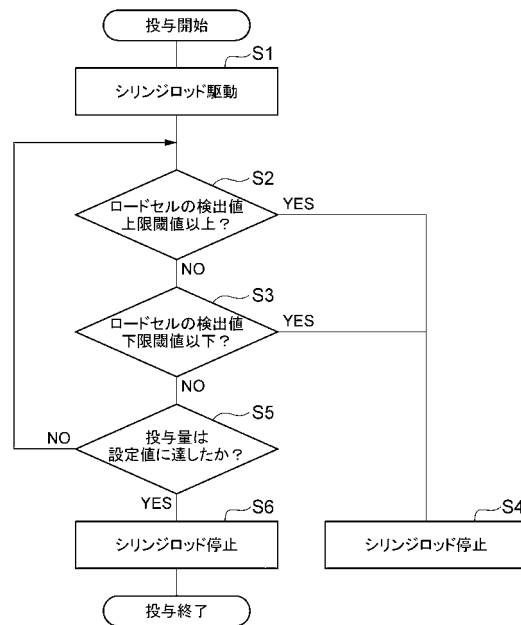 投与開始
S1
シリンジロッド駆動
S2
ロードセルの検出値
上限閾値以上？
YES
NO
S3
ロードセルの検出値
下限閾値以下？
YES
NO
S5
投与量は
設定値に達したか？
NO
YES
S6
シリンジロッド停止
S4
シリンジロッド停止
投与終了